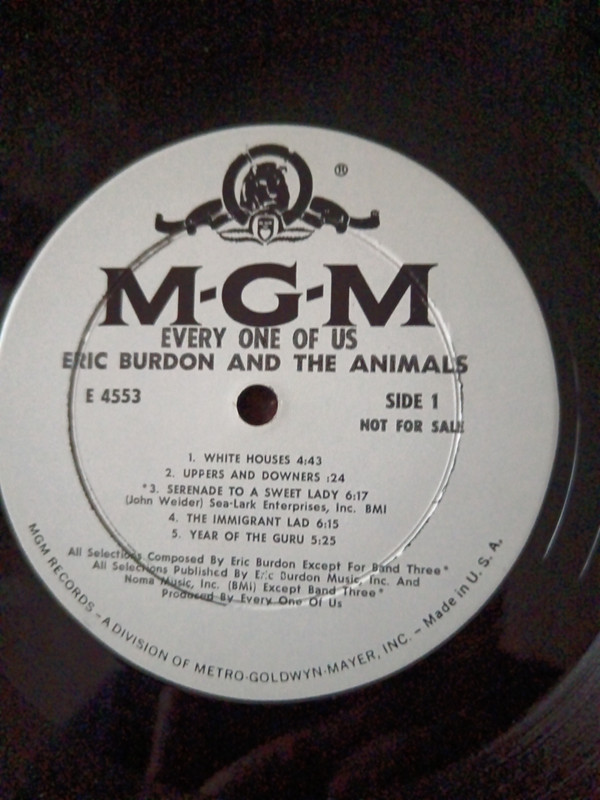 ®
M-G-M
EVERY ONE OF US
ERIC BURDON AND THE ANIMALS
E 4553
SIDE 1
NOT FOR SALE
1. WHITE HOUSES 4:43
2. UPPERS AND DOWNERS :24
*3. SERENADE TO A SWEET LADY 6:17
(John Weider) Sea-Lark Enterprises, Inc. BMI
4. THE IMMIGRANT LAD 6:15
5. YEAR OF THE GURU 5:25
All Selections Composed By Eric Burdon Except For Band Three*
All Selections Published By Eric Burdon Music, Inc. And
Noma Music, Inc. (BMI) Except Band Three*
Produced By Every One Of Us
MGM RECORDS – A DIVISION OF METRO-GOLDWYN-MAYER, INC. – Made in U. S. A.